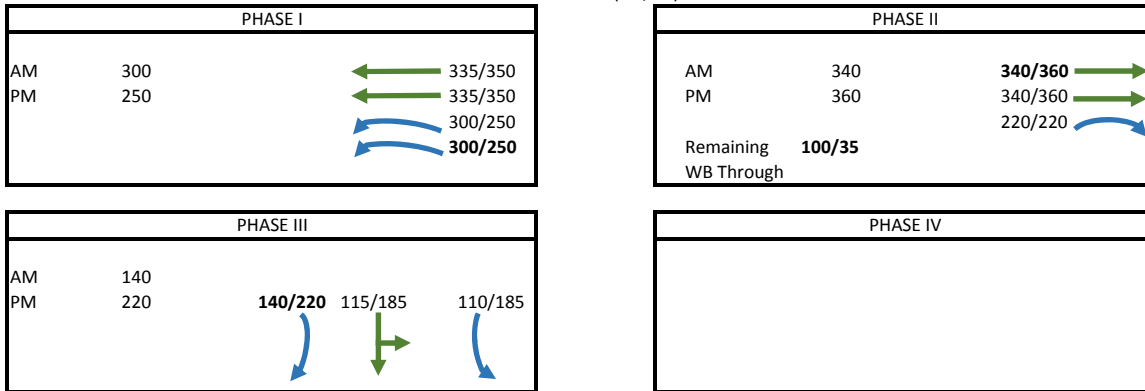 PHASE I
AM 300 335/350
PM 250 335/350
300/250
300/250
PHASE II
AM 340 340/360
PM 360 340/360
220/220
Remaining 100/35
WB Through
PHASE III
AM 140
PM 220 140/220 115/185 110/185
PHASE IV